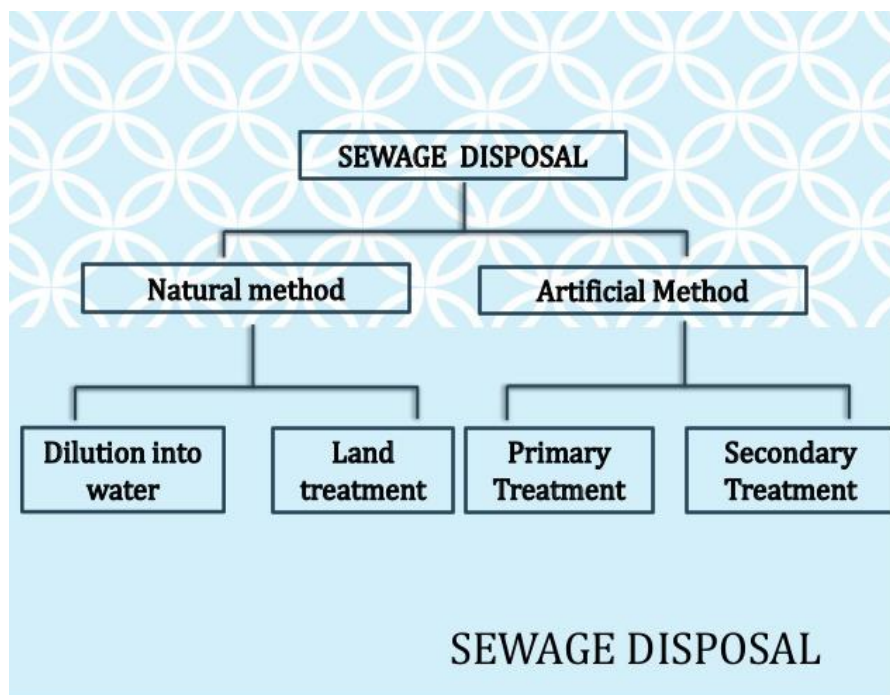 SEWAGE DISPOSAL
Natural method
Artificial Method
Dilution into
water
Land
treatment
Primary
Treatment
Secondary
Treatment
SEWAGE DISPOSAL